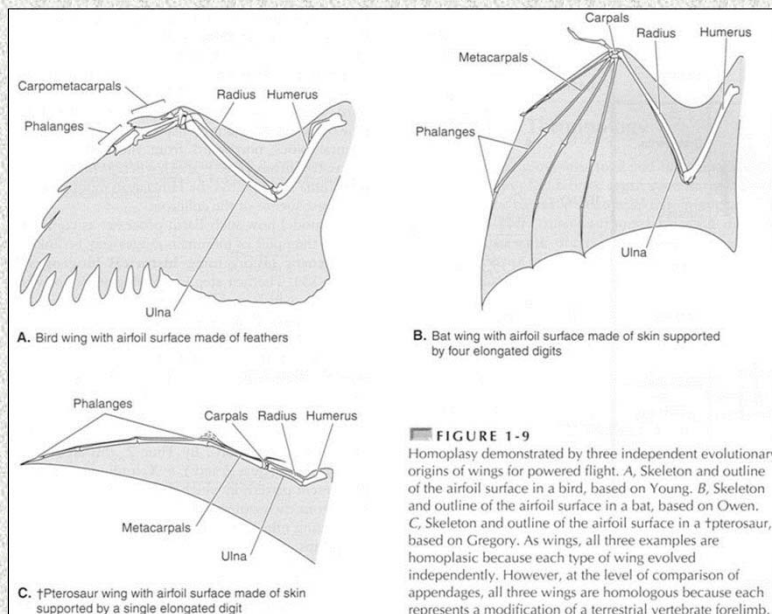 Carpometacarpals
Phalanges
Radius
Humerus
Ulna
A. Bird wing with airfoil surface made of feathers
Carpals
Radius
Humerus
Metacarpals
Phalanges
Ulna
B. Bat wing with airfoil surface made of skin supported
by four elongated digits
Phalanges
Carpals
Radius
Humerus
Metacarpals
Ulna
C. †Pterosaur wing with airfoil surface made of skin
supported by a single elongated digit
FIGURE 1-9
Homoplasy demonstrated by three independent evolutionar
origins of wings for powered flight. A, Skeleton and outline
of the airfoil surface in a bird, based on Young. B, Skeleton
and outline of the airfoil surface in a bat, based on Owen.
C, Skeleton and outline of the airfoil surface in a †pterosaur,
based on Gregory. As wings, all three examples are
homoplasic because each type of wing evolved
independently. However, at the level of comparison of
appendages, all three wings are homologous because each
represents a modification of a terrestrial vertebrate forelimb.